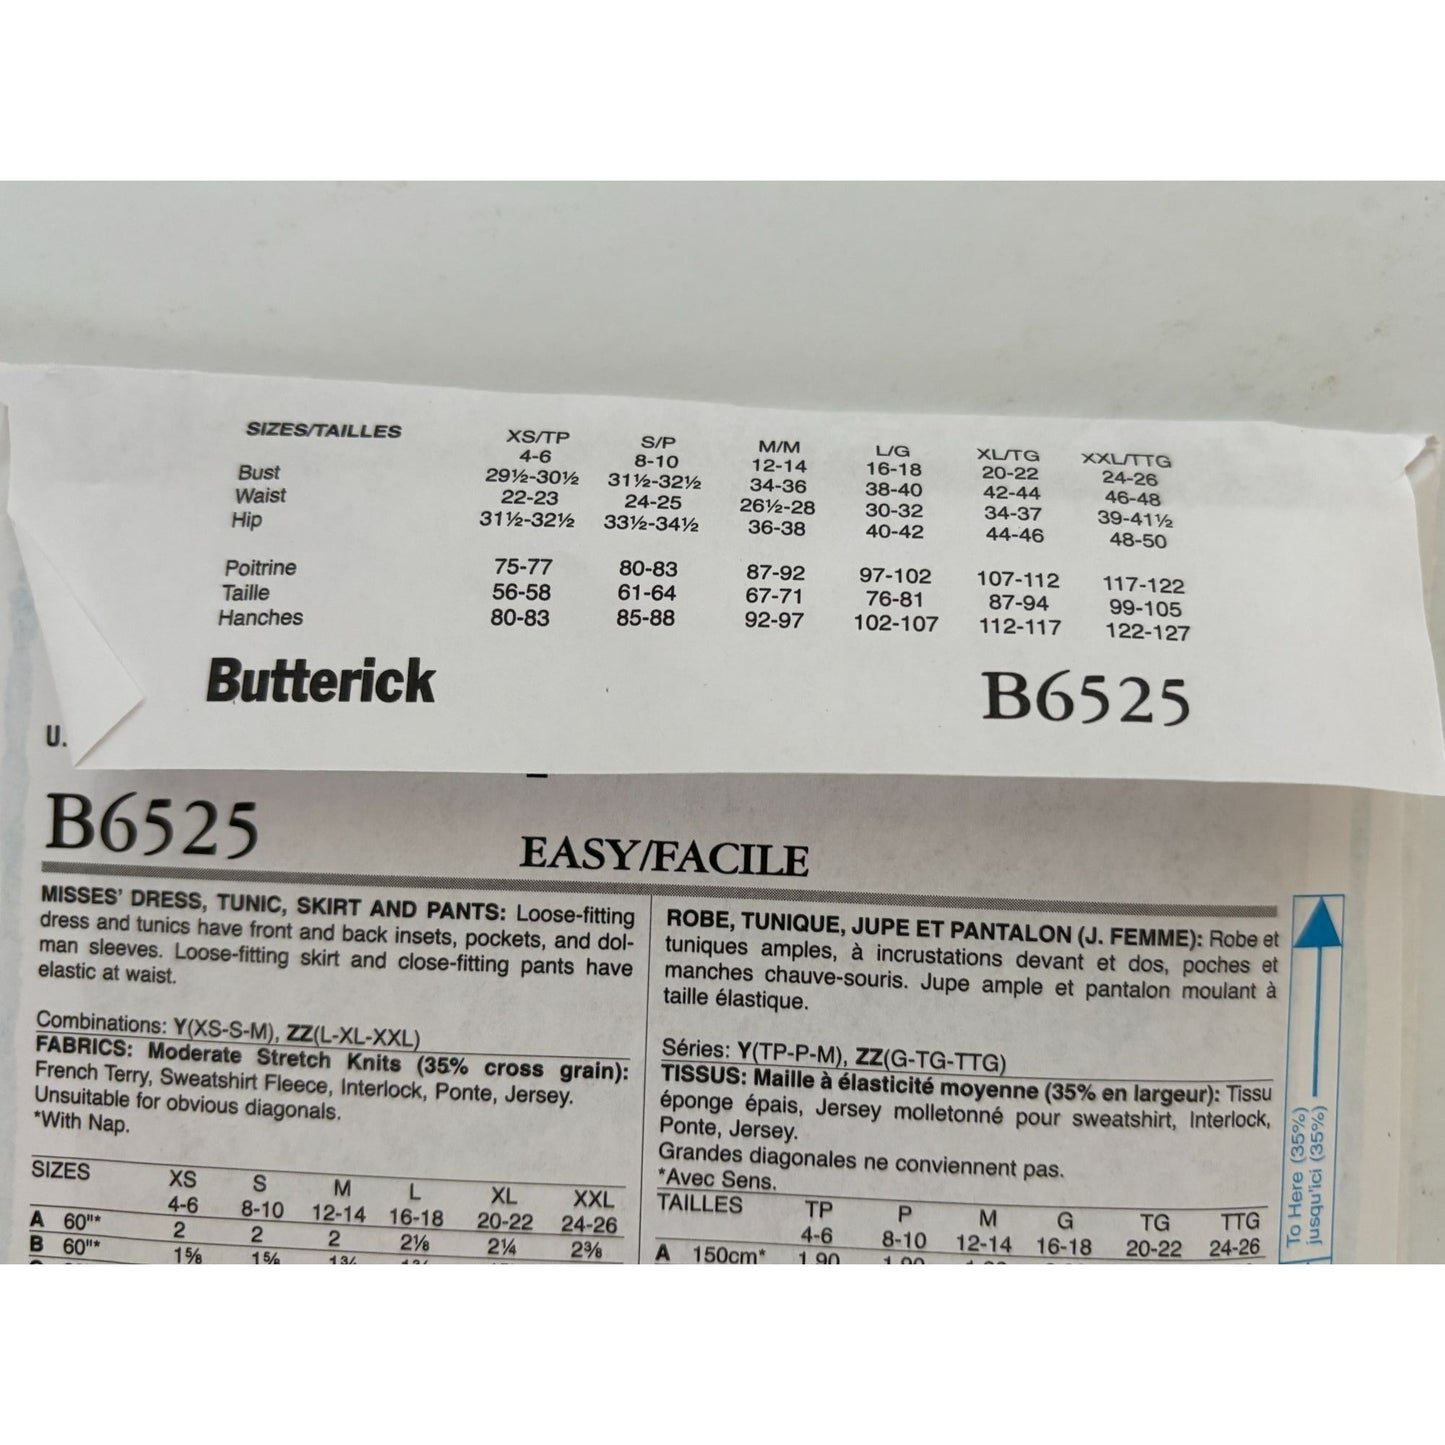 SIZES/TAILLES XS/TP S/P M/M L/G XL/TG XXL/TTG
4-6 8-10 12-14 16-18 20-22 24-26
Bust 29½-30½ 31½-32½ 34-36 38-40 42-44 46-48
Waist 22-23 24-25 26½-28 30-32 34-37 39-41½
Hip 31½-32½ 33½-34½ 36-38 40-42 44-46 48-50
Poitrine 75-77 80-83 87-92 97-102 107-112 117-122
Taille 56-58 61-64 67-71 76-81 87-94 99-105
Hanches 80-83 85-88 92-97 102-107 112-117 122-127
Butterick B6525
U.
B6525
EASY/FACILE
MISSES' DRESS, TUNIC, SKIRT AND PANTS: Loose-fitting
dress and tunics have front and back insets, pockets, and dol-
man sleeves. Loose-fitting skirt and close-fitting pants have
elastic at waist.
Combinations: Y(XS-S-M), ZZ(L-XL-XXL)
FABRICS: Moderate Stretch Knits (35% cross grain):
French Terry, Sweatshirt Fleece, Interlock, Ponte, Jersey.
Unsuitable for obvious diagonals.
*With Nap.
SIZES XS S M L XL XXL
4-6 8-10 12-14 16-18 20-22 24-26
A 60"* 2 2 2 2⅛ 2¼ 2⅜
B 60"* 1⅝ 1⅝ 1¾
ROBE, TUNIQUE, JUPE ET PANTALON (J. FEMME): Robe et
tuniques amples, à incrustations devant et dos, poches et
manches chauve-souris. Jupe ample et pantalon moulant à
taille élastique.
Séries: Y(TP-P-M), ZZ(G-TG-TTG)
TISSUS: Maille à élasticité moyenne (35% en largeur): Tissu
éponge épais, Jersey molletonné pour sweatshirt, Interlock,
Ponte, Jersey.
Grandes diagonales ne conviennent pas.
*Avec Sens.
TAILLES TP P M G TG TTG
4-6 8-10 12-14 16-18 20-22 24-26
A 150cm* 1.90 1.90
To Here (35%)
jusqu'ici (35%)